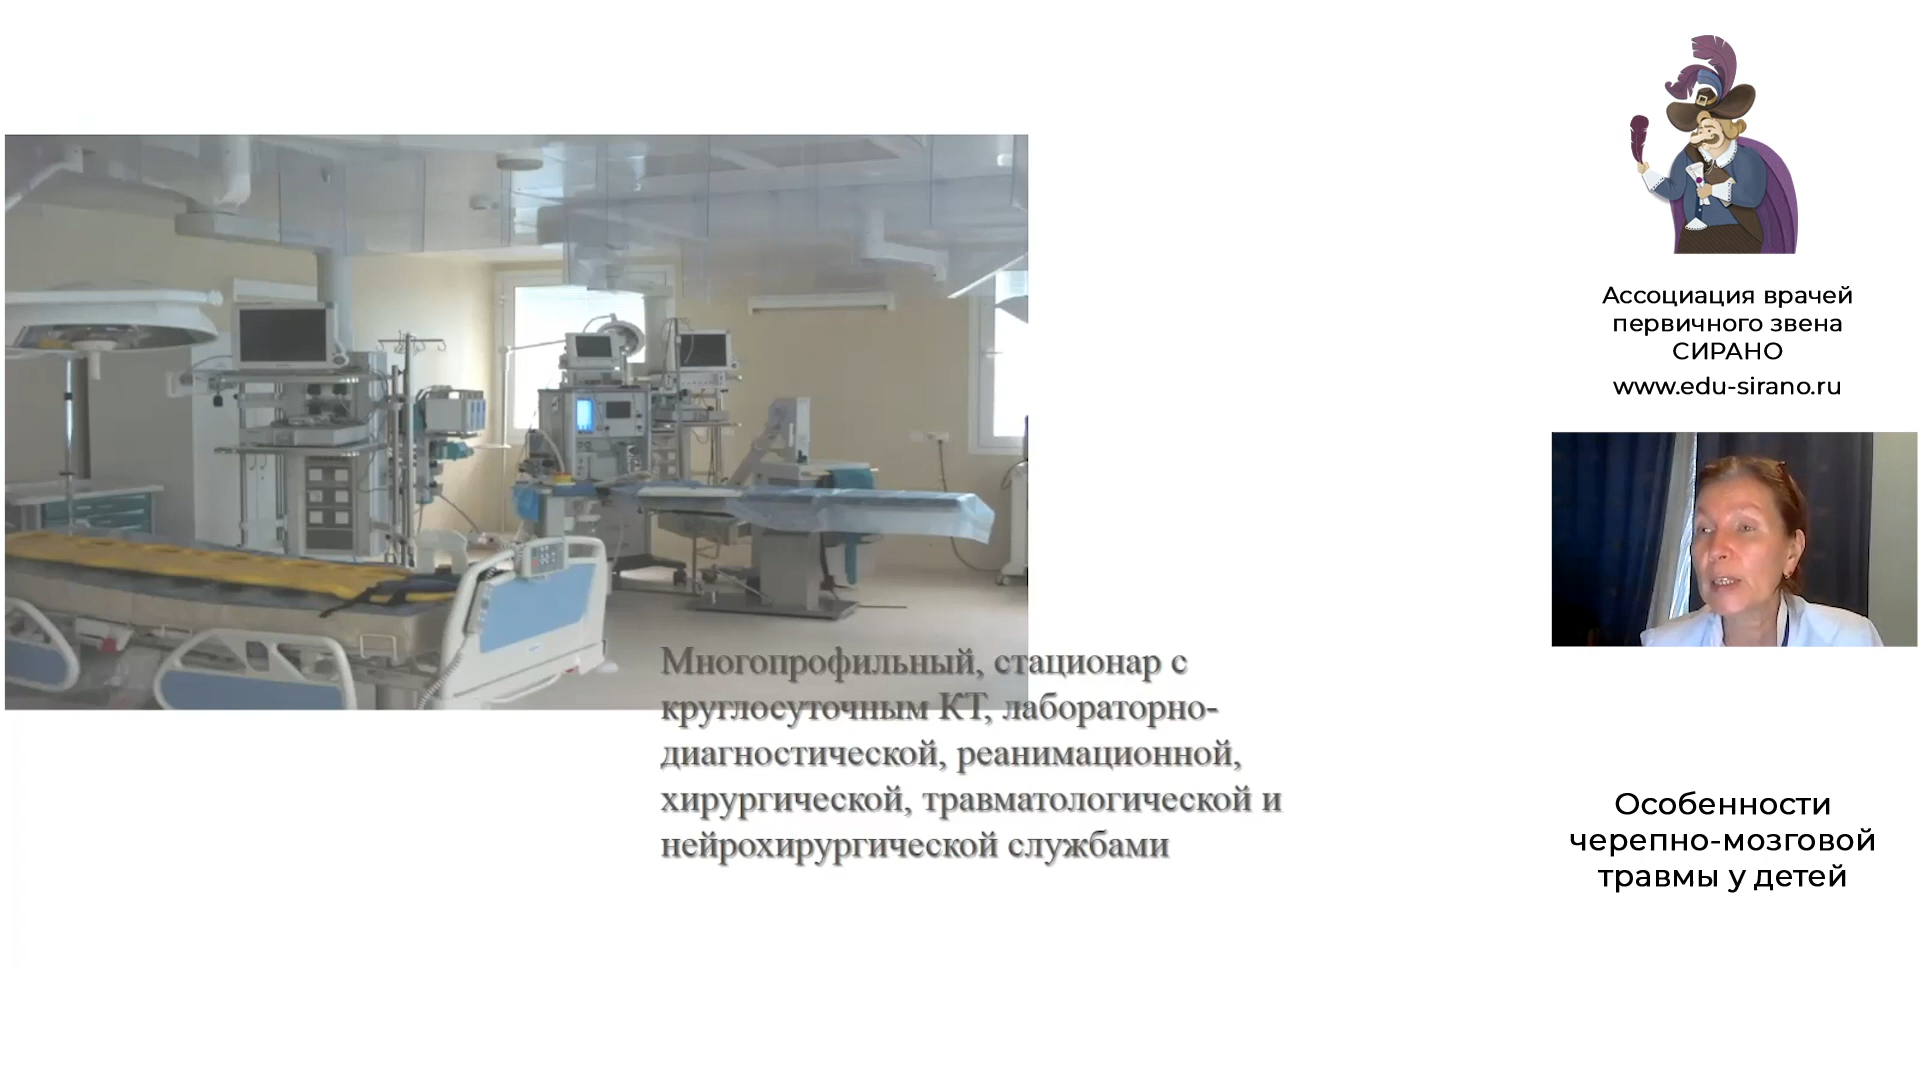 Многопрофильный, стационар с
круглосуточным КТ, лабораторно-
диагностической, реанимационной,
хирургической, травматологической и
нейрохирургической службами
Ассоциация врачей
первичного звена
СИРАНО
www.edu-sirano.ru
Особенности
черепно-мозговой
травмы у детей